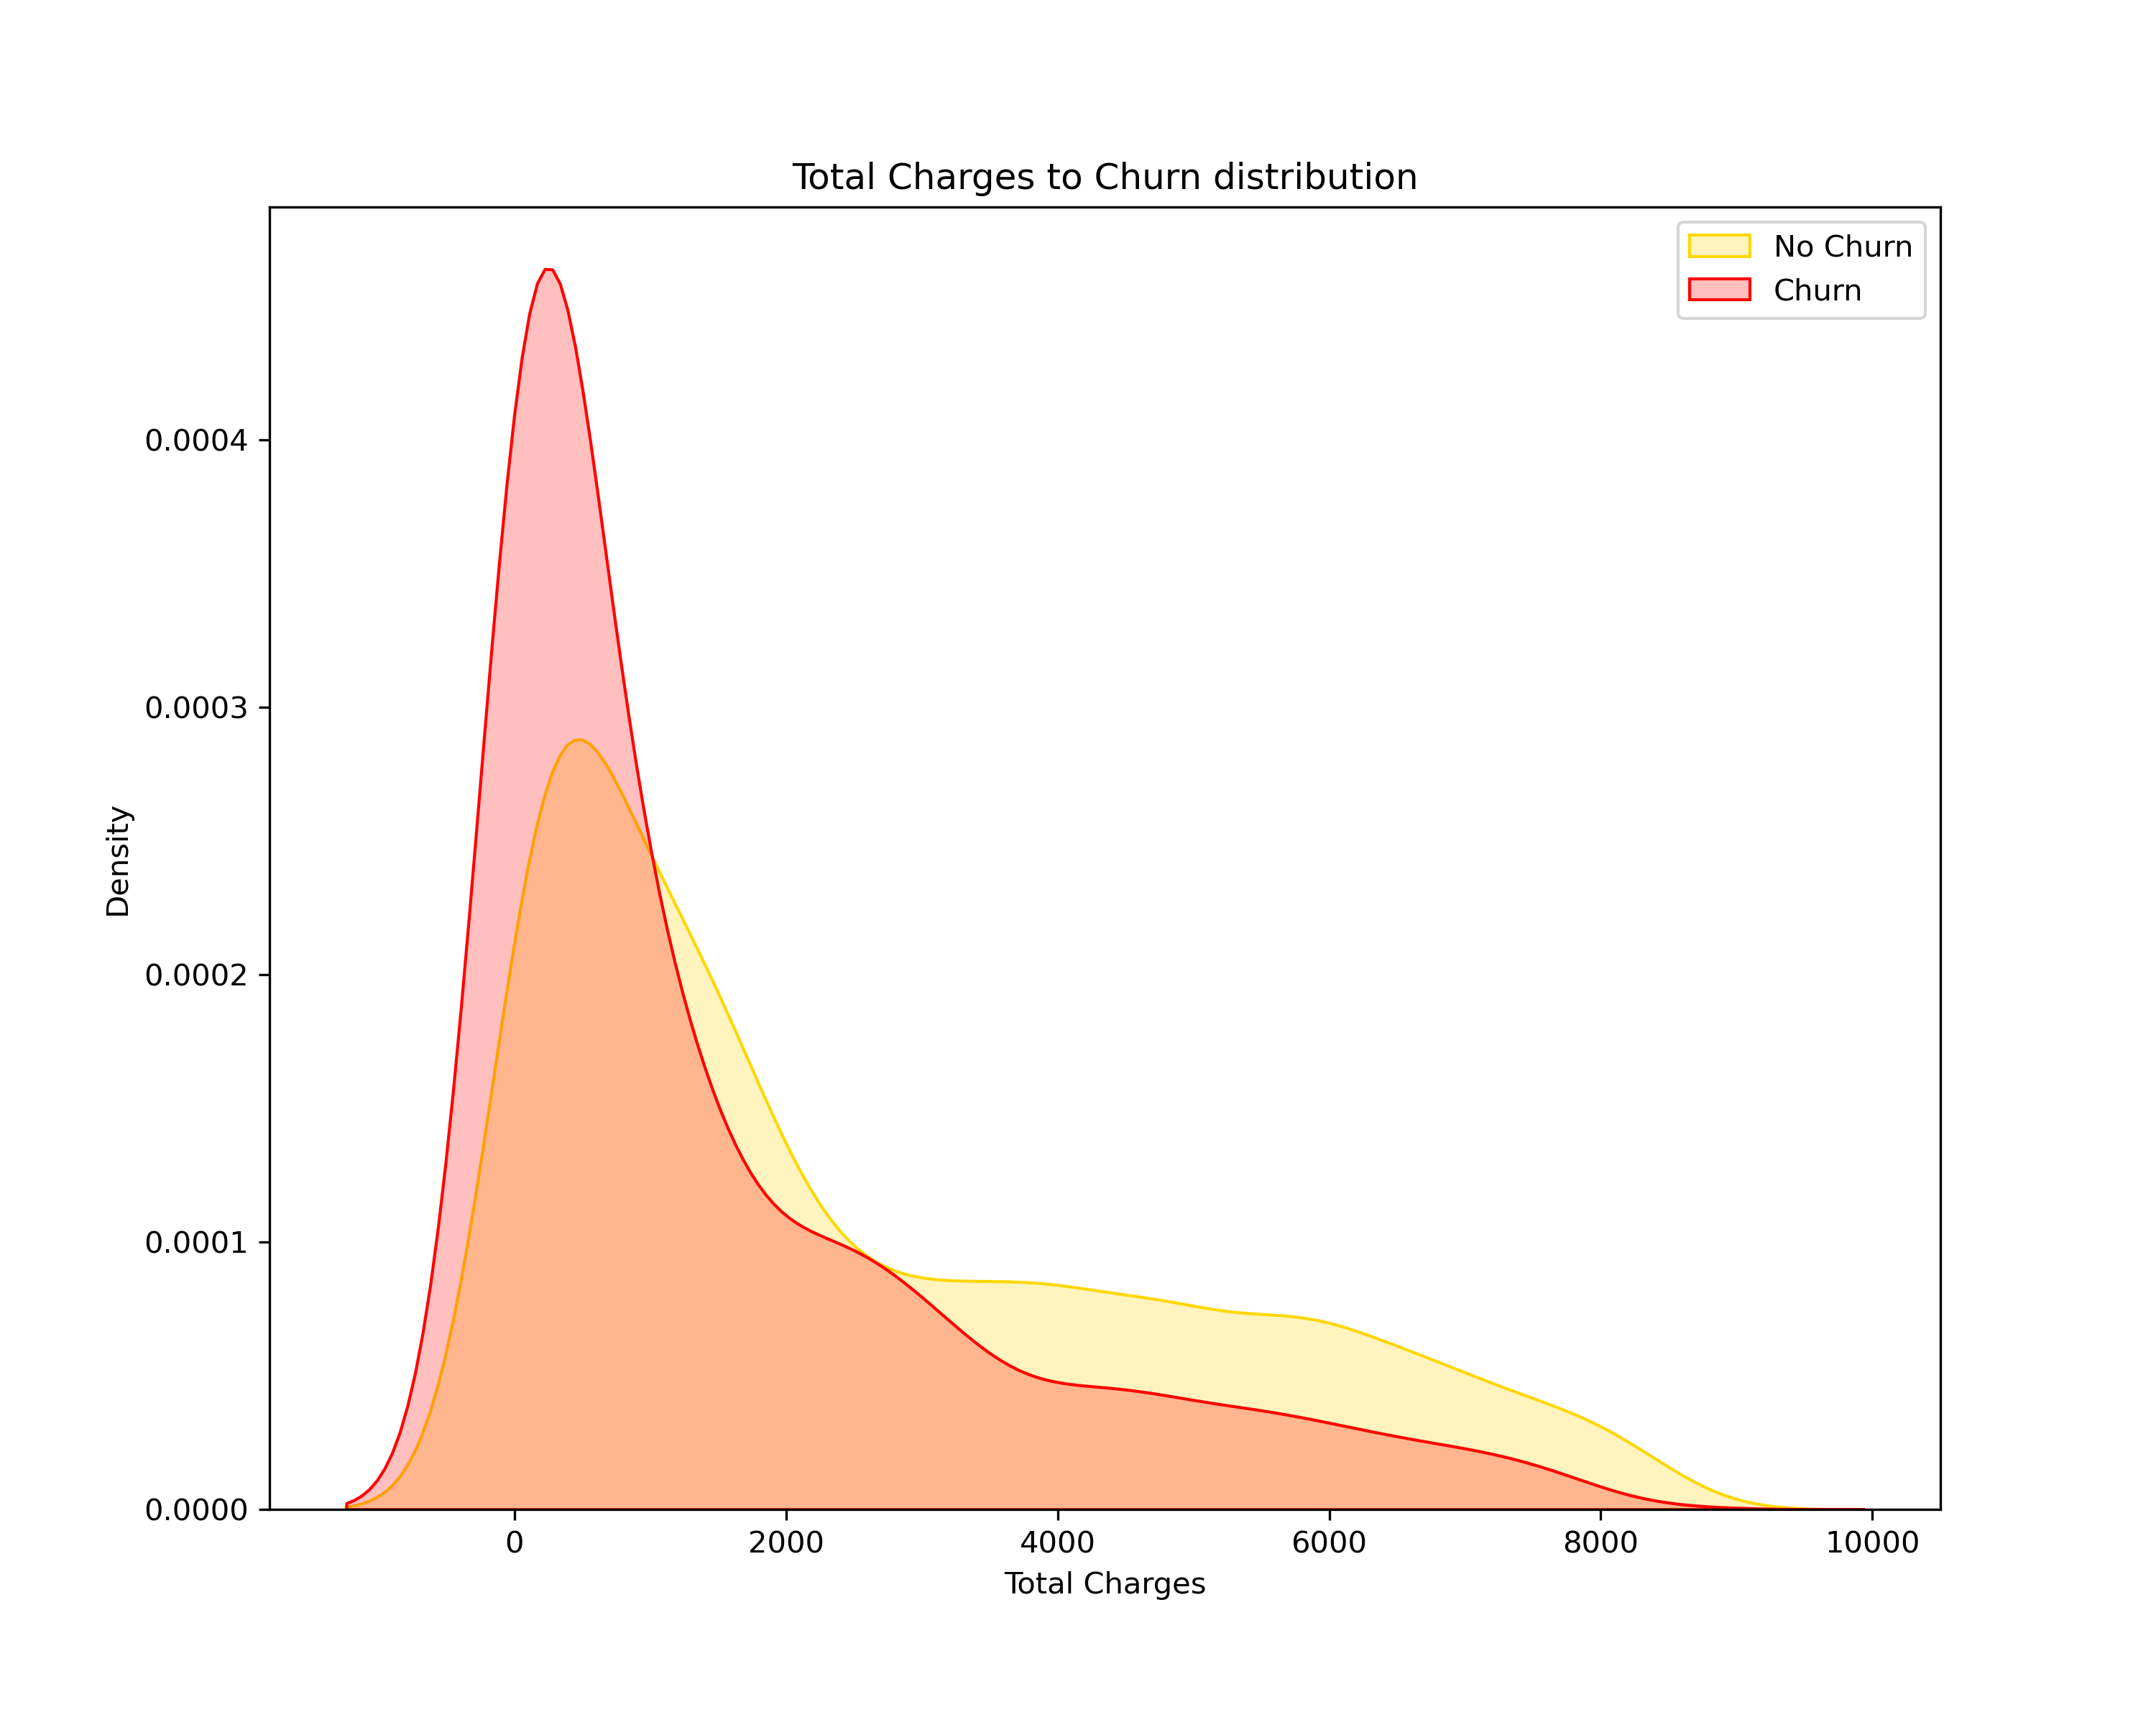 Total Charges to Churn distribution
No Churn
Churn
0.0004
0.0003
0.0002
0.0001
0.0000
Density
0 2000 4000 6000 8000 10000
Total Charges